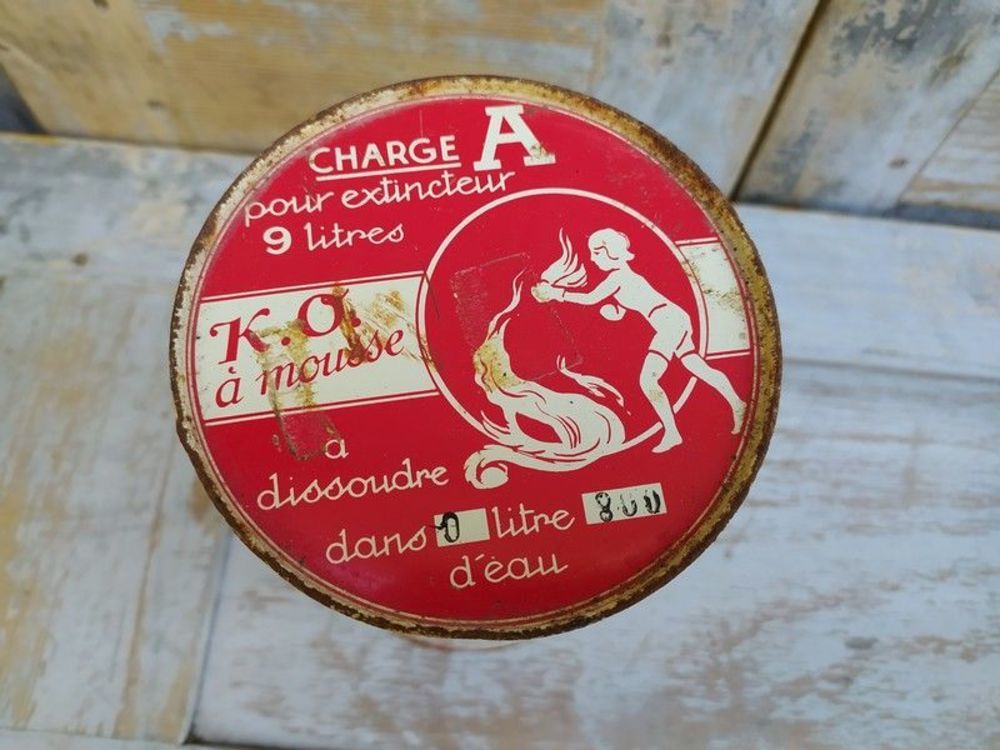 CHARGE A
pour extincteur
9 litres
K.O.
à mousse
à
dissoudre
dans 0 litre 800
d'eau